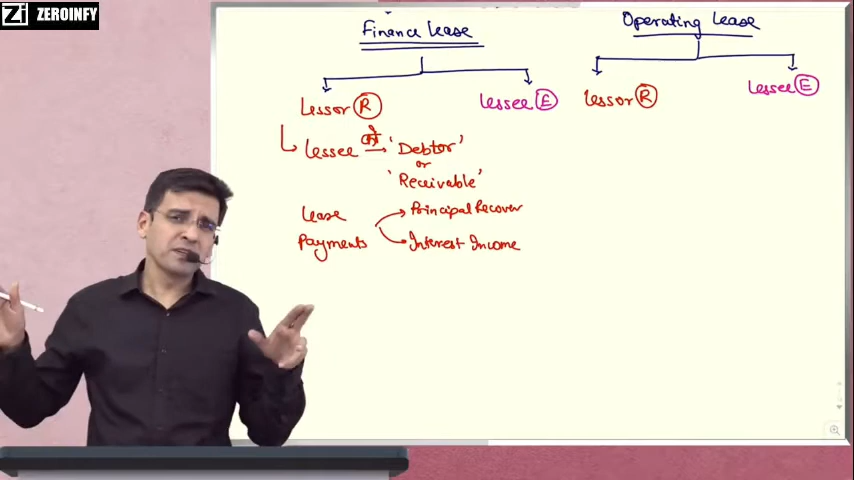 Zi ZEROINFY
Finance Lease
Operating Lease
Lessor R
Lessee E
Lessor R
Lessee E
Lessee → 'Debtor'
or
'Receivable'
Lease
Payments
Principal Recover
Interest Income